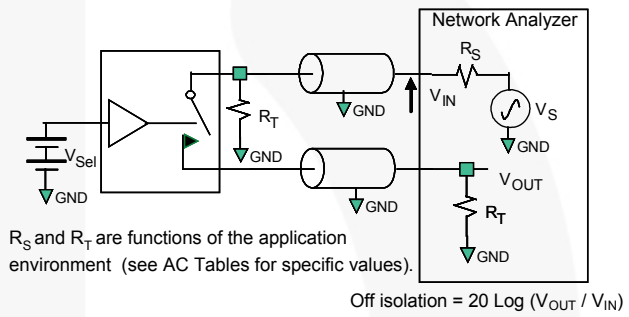 Network Analyzer
R_S
GND
V_IN
V_S
R_T
GND
GND
V_Sel
GND
V_OUT
GND
R_T
GND
R_S and R_T are functions of the application
environment (see AC Tables for specific values).
GND
Off isolation = 20 Log (V_OUT / V_IN)